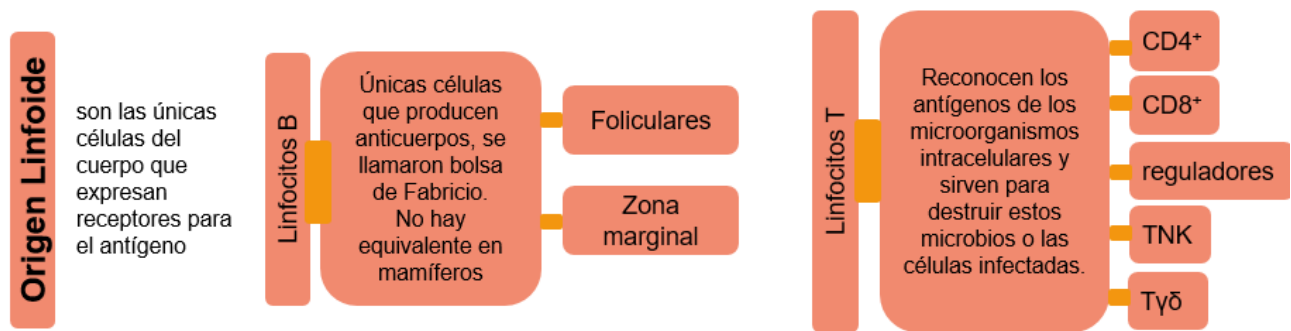 Origen Linfoide
son las únicas
células del
cuerpo que
expresan
receptores para
el antígeno
Linfocitos B
Únicas células
que producen
anticuerpos, se
llamaron bolsa
de Fabricio.
No hay
equivalente en
mamíferos
Foliculares
Zona
marginal
Linfocitos T
Reconocen los
antígenos de los
microorganismos
intracelulares y
sirven para
destruir estos
microbios o las
células infectadas.
CD4⁺
CD8⁺
reguladores
TNK
Tγδ